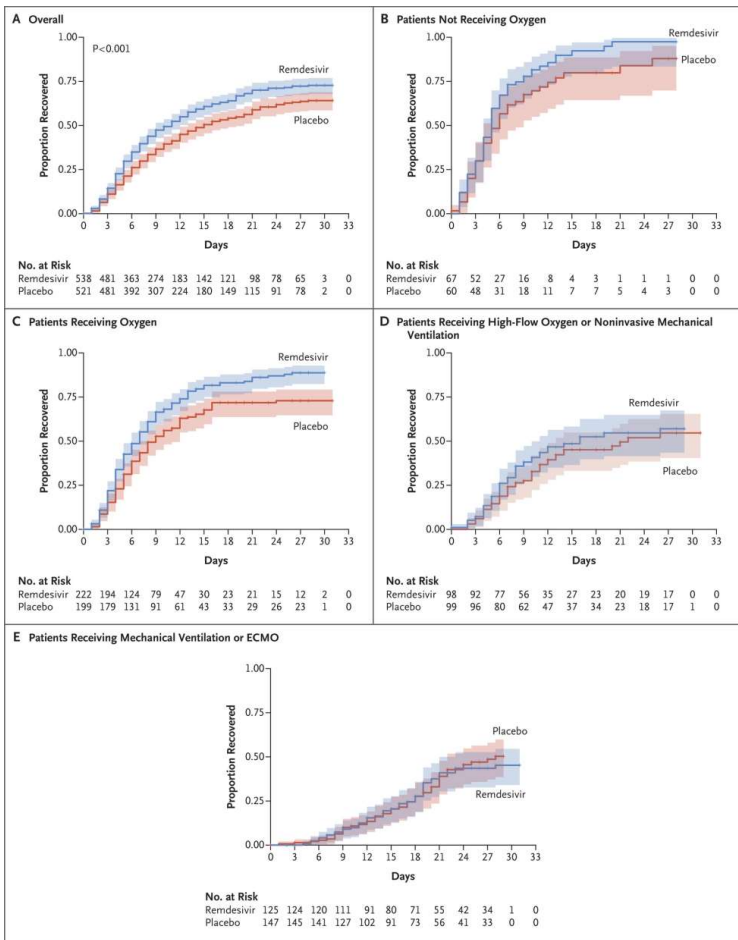 A Overall
P<0.001
Remdesivir
Placebo
Proportion Recovered
1.00
0.75
0.50
0.25
0.00
0 3 6 9 12 15 18 21 24 27 30 33
Days
No. at Risk
Remdesivir 538 481 363 274 183 142 121 98 78 65 3 0
Placebo 521 481 392 307 224 180 149 115 91 78 2 0
B Patients Not Receiving Oxygen
Remdesivir
Placebo
Proportion Recovered
1.00
0.75
0.50
0.25
0.00
0 3 6 9 12 15 18 21 24 27 30 33
Days
No. at Risk
Remdesivir 67 52 27 16 8 4 3 1 1 1 0 0
Placebo 60 48 31 18 11 7 7 5 4 3 0 0
C Patients Receiving Oxygen
Remdesivir
Placebo
Proportion Recovered
1.00
0.75
0.50
0.25
0.00
0 3 6 9 12 15 18 21 24 27 30 33
Days
No. at Risk
Remdesivir 222 194 124 79 47 30 23 21 15 12 2 0
Placebo 199 179 131 91 61 43 33 29 26 23 1 0
D Patients Receiving High-Flow Oxygen or Noninvasive Mechanical
Ventilation
Remdesivir
Placebo
Proportion Recovered
1.00
0.75
0.50
0.25
0.00
0 3 6 9 12 15 18 21 24 27 30 33
Days
No. at Risk
Remdesivir 98 92 77 56 35 27 23 20 19 17 0 0
Placebo 99 96 80 62 47 37 34 23 18 17 1 0
E Patients Receiving Mechanical Ventilation or ECMO
Placebo
Remdesivir
Proportion Recovered
1.00
0.75
0.50
0.25
0.00
0 3 6 9 12 15 18 21 24 27 30 33
Days
No. at Risk
Remdesivir 125 124 120 111 91 80 71 55 42 34 1 0
Placebo 147 145 141 127 102 91 73 56 41 33 0 0